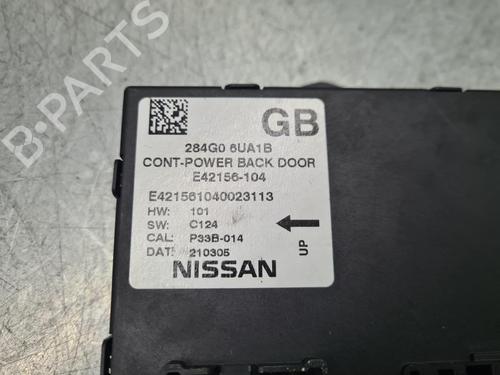 GB
284G0 6UA1B
CONT-POWER BACK DOOR
E42156-104
E421561040023113
HW: 101
SW: C124
CAL: P33B-014
DAT: 210305
UP
NISSAN
B-PARTS